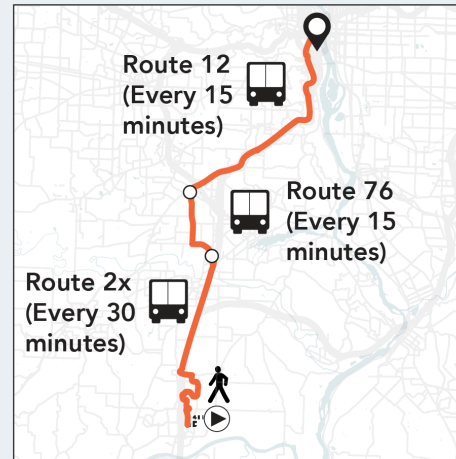 Route 12
(Every 15
minutes)
Route 76
(Every 15
minutes)
Route 2x
(Every 30
minutes)